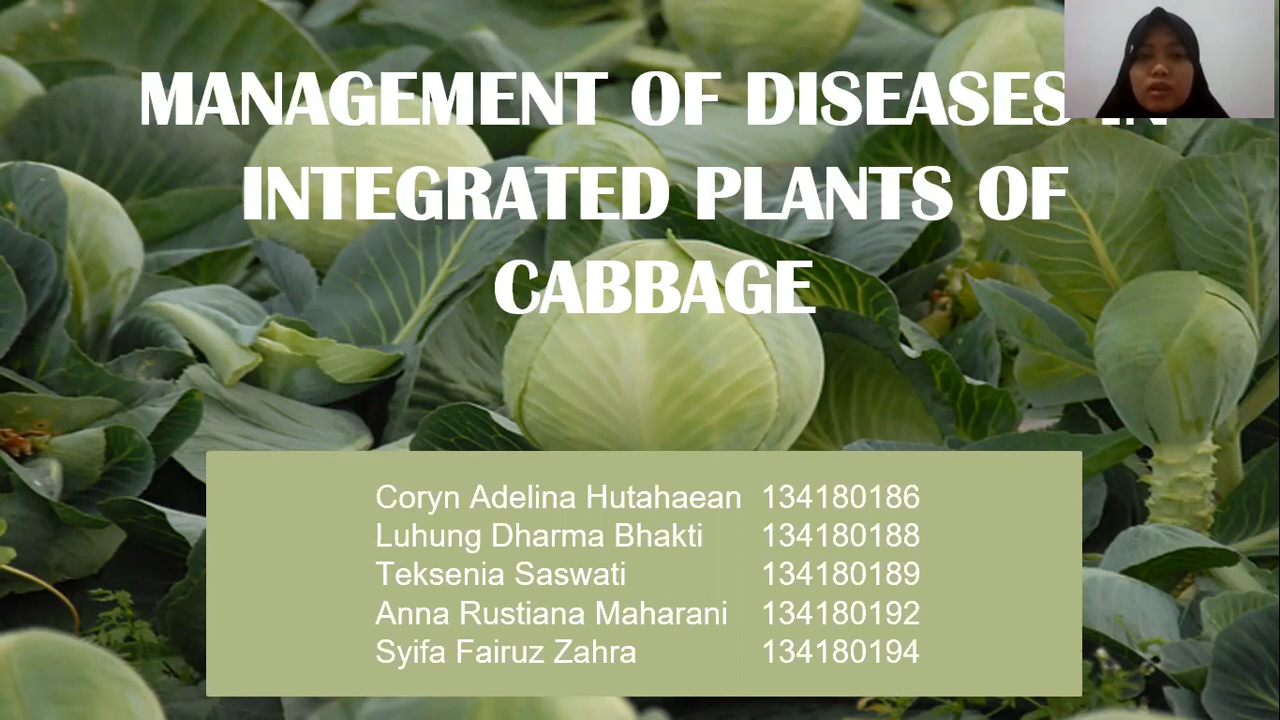 MANAGEMENT OF DISEASES IN
INTEGRATED PLANTS OF
CABBAGE
Coryn Adelina Hutahaean 134180186
Luhung Dharma Bhakti 134180188
Teksenia Saswati 134180189
Anna Rustiana Maharani 134180192
Syifa Fairuz Zahra 134180194